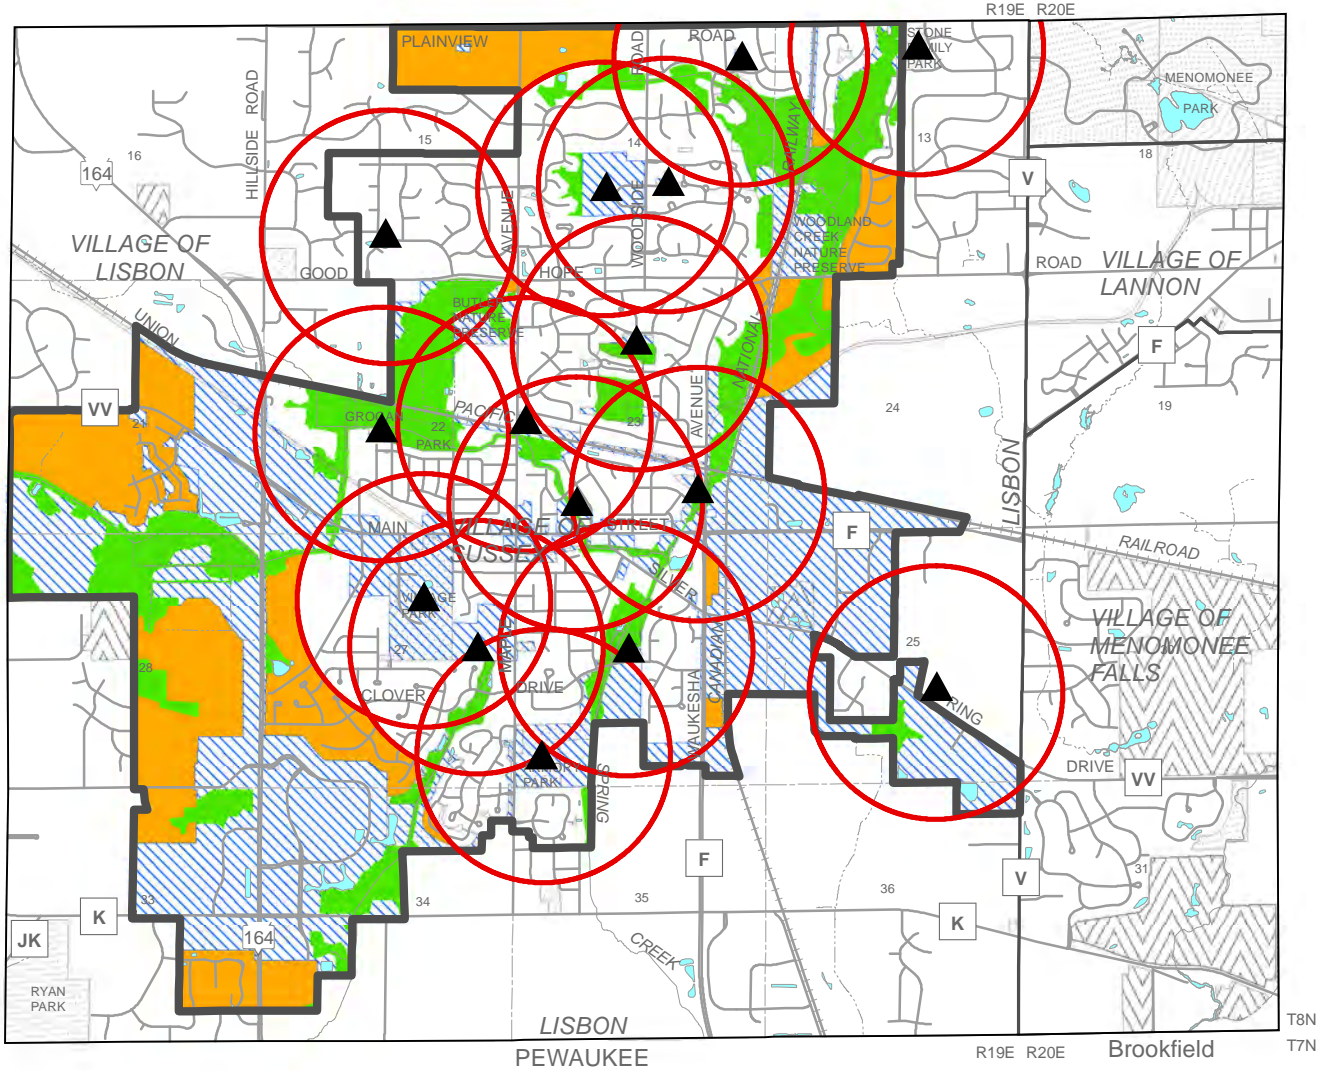 R19E R20E
PLAINVIEW
ROAD
ROAD
STONE
FAMILY
PARK
MENOMONEE
PARK
HILLSIDE ROAD
16
15
14
13
18
164
V
RAILWAY
WOODSIDE
AVENUE
VILLAGE OF
LISBON
WOODLAND
CREEK
NATURE
PRESERVE
GOOD
HOPE
ROAD
VILLAGE OF
LANNON
BUTLER
NATURE
PRESERVE
UNION
NATIONAL
F
VV
21
GROGAN
PARK
22
PACIFIC
23
AVENUE
24
19
LISBON
MAIN
VILLAGE OF
SUSSEX
STREET
F
RAILROAD
SILVER
VILLAGE
PARK
MAPLE
25
VILLAGE OF
MENOMONEE
FALLS
30
28
27
CLOVER
DRIVE
WAUKESHA
CANADIAN
SPRING
ARMORY
PARK
SPRING
DRIVE
VV
F
V
31
33
34
35
36
K
K
JK
164
RYAN
PARK
CREEK
LISBON
PEWAUKEE
T8N
T7N
R19E R20E
Brookfield